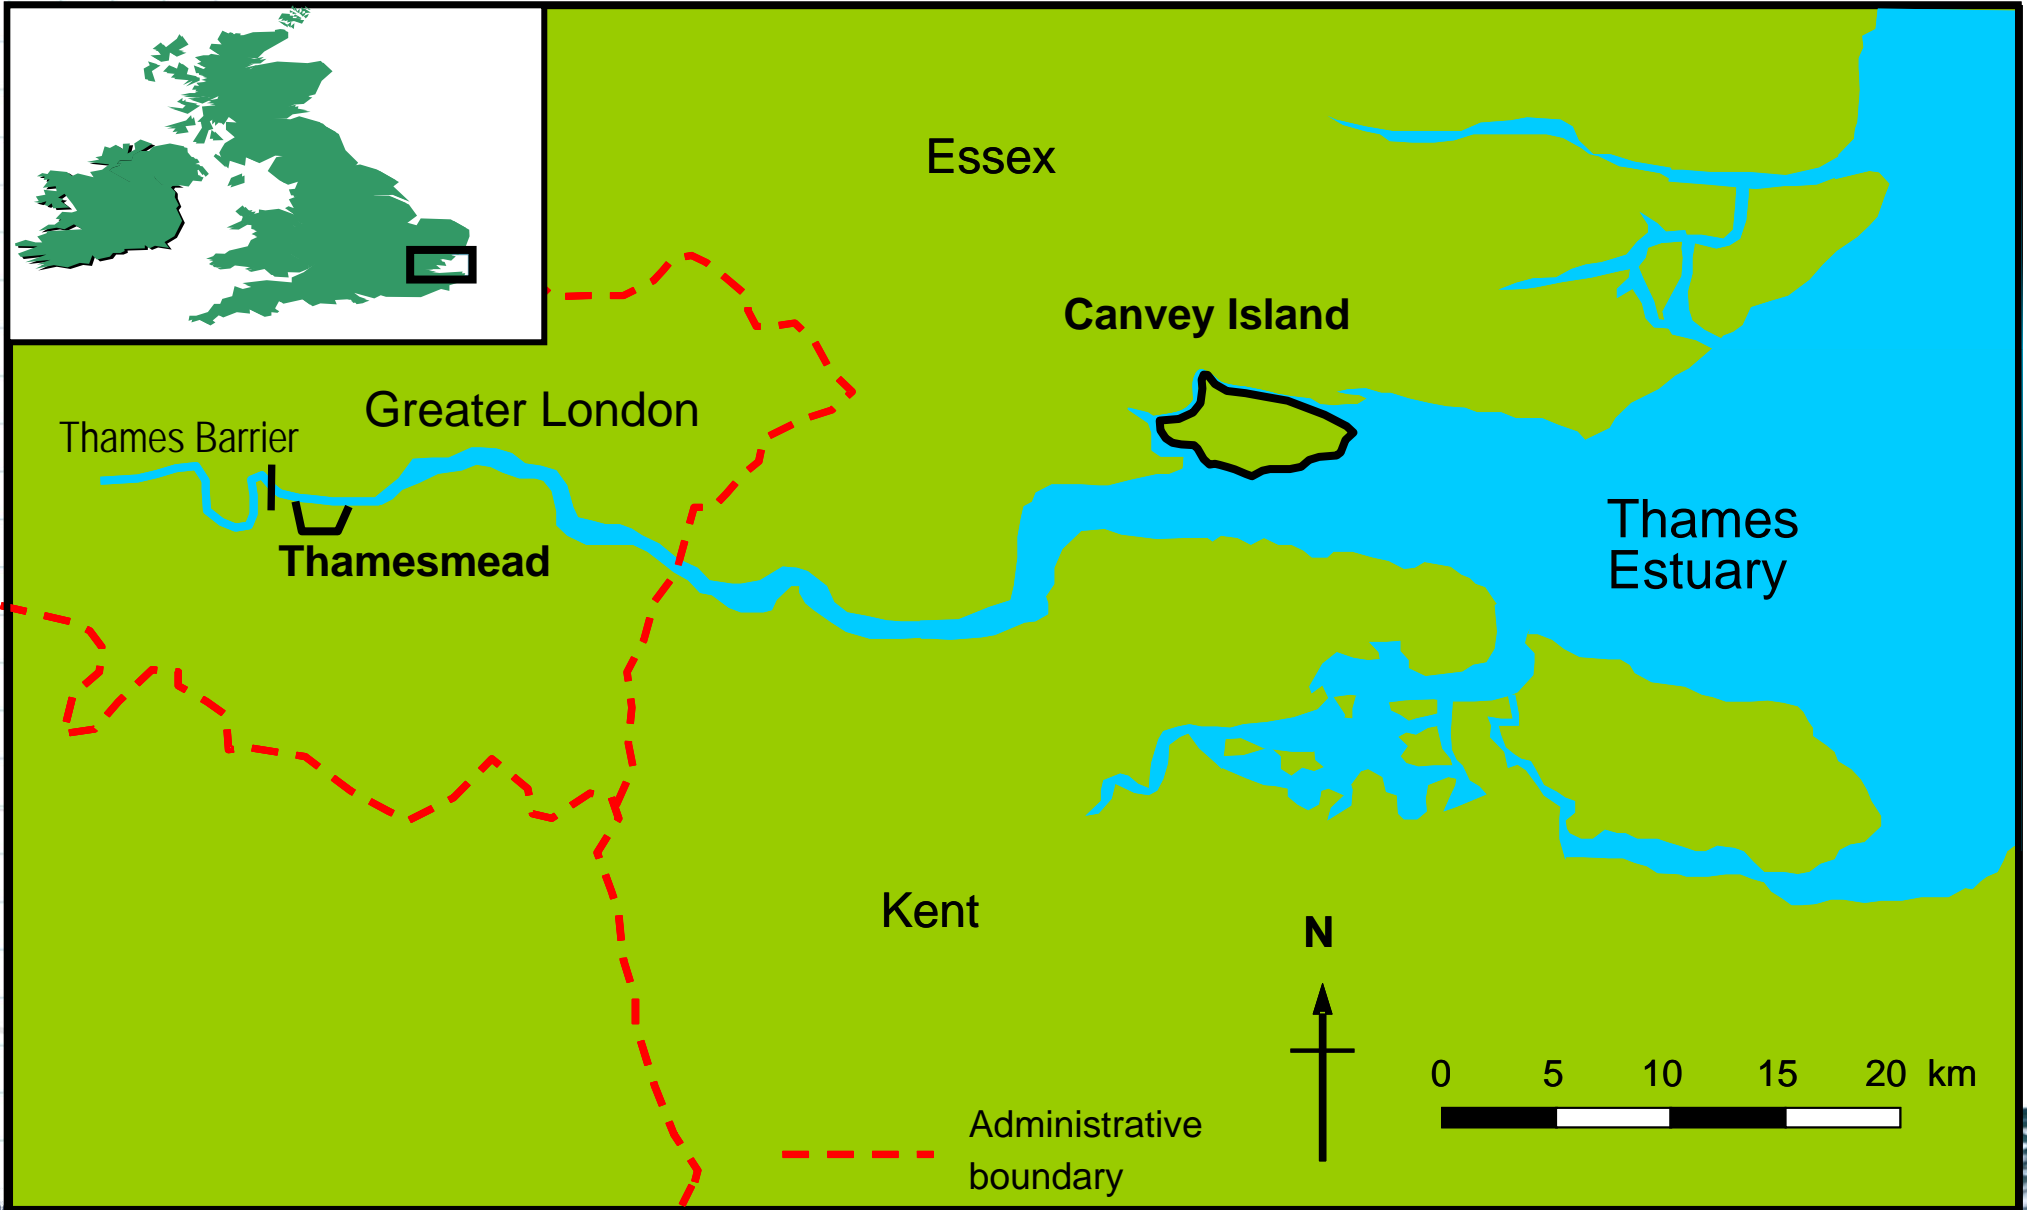 Essex
Canvey Island
Greater London
Thames Barrier
Thamesmead
Thames
Estuary
Kent
N
0 5 10 15 20 km
Administrative
boundary